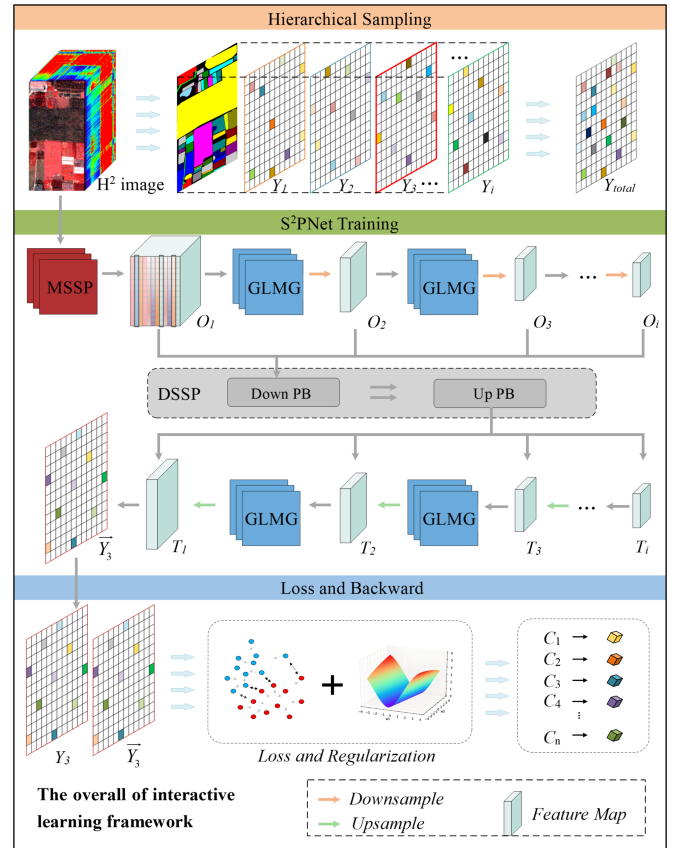 Hierarchical Sampling
H² image
Y₁
Y₂
Y₃
...
...
Yᵢ
Y_total
S²PNet Training
MSSP
O₁
GLMG
O₂
GLMG
O₃
...
Oᵢ
DSSP
Down PB
Up PB
Y₃
T₁
GLMG
T₂
GLMG
T₃
...
Tᵢ
Loss and Backward
Y₃
Y₃
Loss and Regularization
C₁
C₂
C₃
C₄
⋮
Cₙ
The overall of interactive
learning framework
Downsample
Upsample
Feature Map